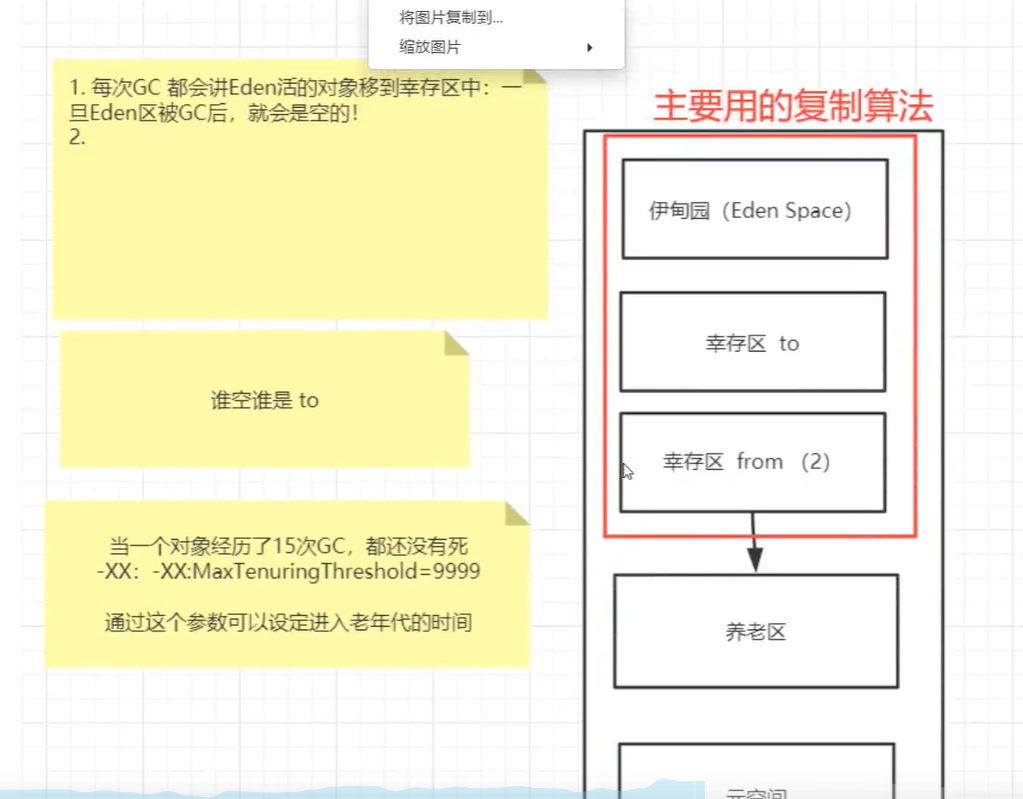 将图片复制到...
缩放图片
1. 每次GC 都会讲Eden活的对象移到幸存区中：一
旦Eden区被GC后，就会是空的！
2.
谁空谁是 to
当一个对象经历了15次GC，都还没有死
-XX：-XX:MaxTenuringThreshold=9999
通过这个参数可以设定进入老年代的时间
主要用的复制算法
伊甸园（Eden Space）
幸存区 to
幸存区 from （2）
养老区
元空间